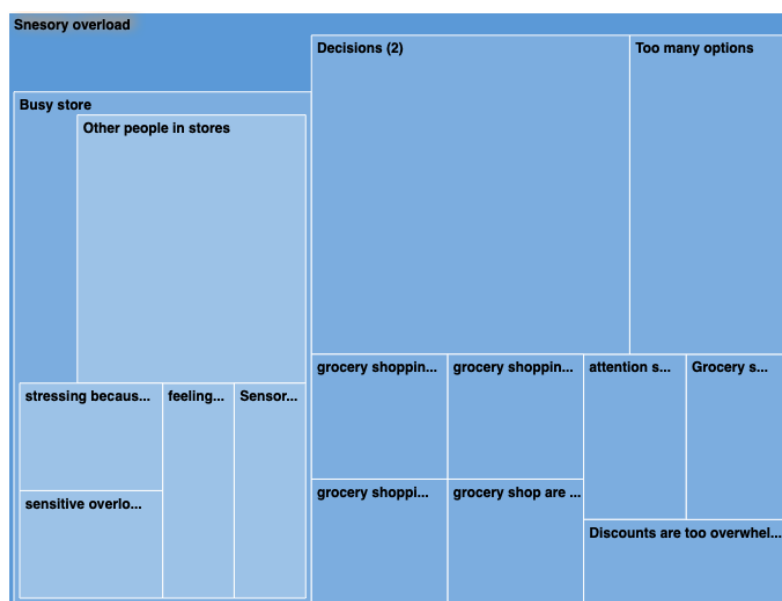 Snesory overload
Decisions (2)
Too many options
Busy store
Other people in stores
grocery shoppin...
grocery shoppin...
attention s...
Grocery s...
stressing becaus...
feeling...
Sensor...
grocery shoppi...
grocery shop are ...
sensitive overlo...
Discounts are too overwhel...